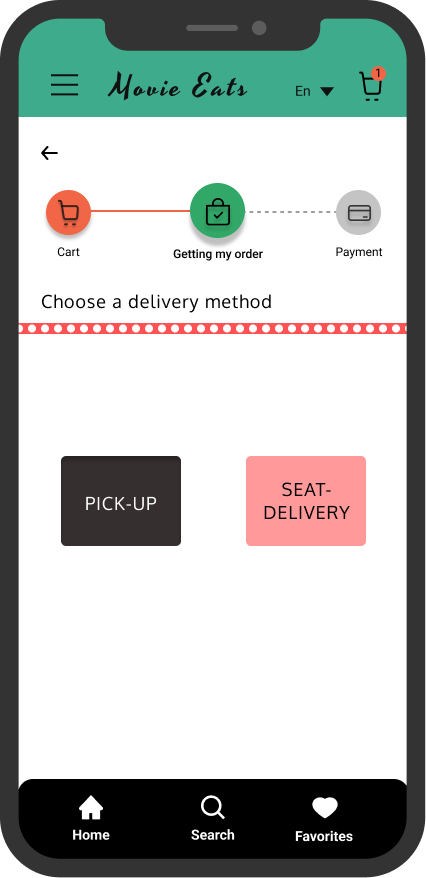 Movie Eats
En
1
Cart
Getting my order
Payment
Choose a delivery method
PICK-UP
SEAT-
DELIVERY
Home
Search
Favorites